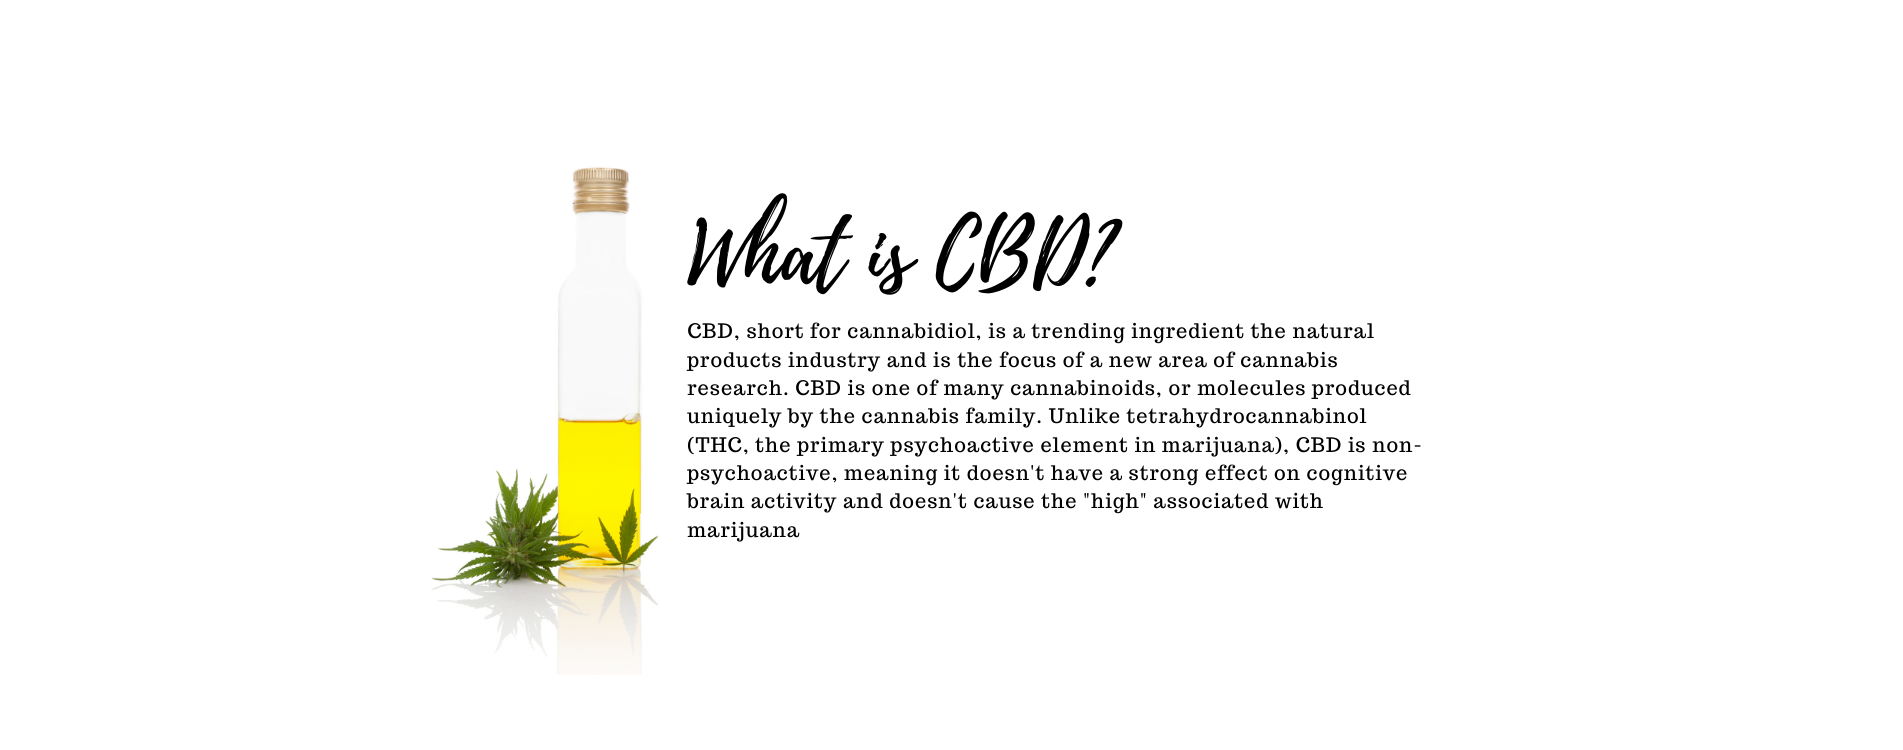 What is CBD?
CBD, short for cannabidiol, is a trending ingredient the natural
products industry and is the focus of a new area of cannabis
research. CBD is one of many cannabinoids, or molecules produced
uniquely by the cannabis family. Unlike tetrahydrocannabinol
(THC, the primary psychoactive element in marijuana), CBD is non-
psychoactive, meaning it doesn't have a strong effect on cognitive
brain activity and doesn't cause the "high" associated with
marijuana